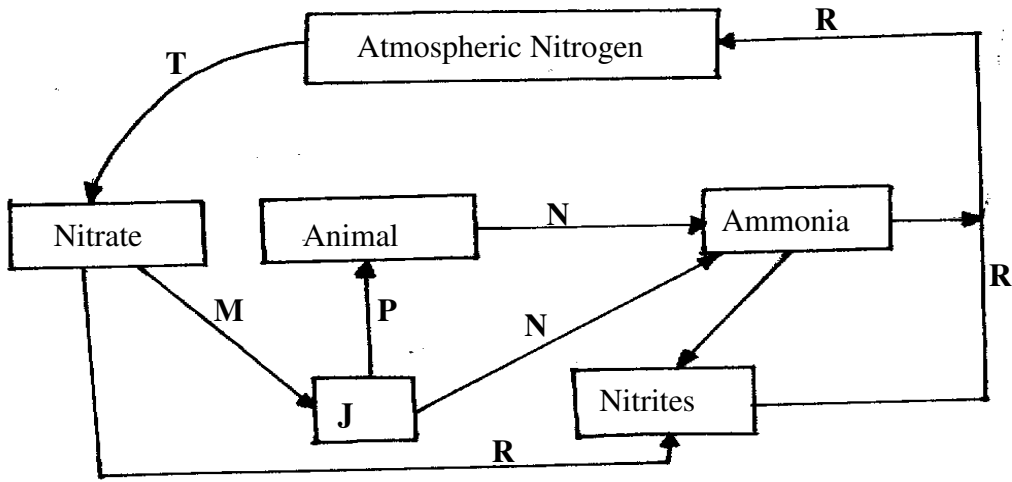 R
Atmospheric Nitrogen
T
Nitrate
Animal
N
Ammonia
R
M
P
N
J
Nitrites
R